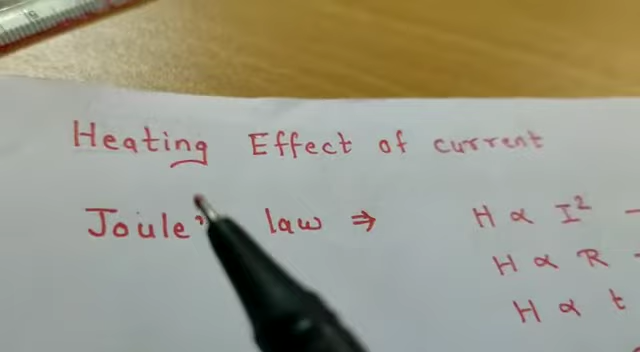 Heating Effect of current
Joule' law ⇒ H ∝ I²
H ∝ R
H ∝ t